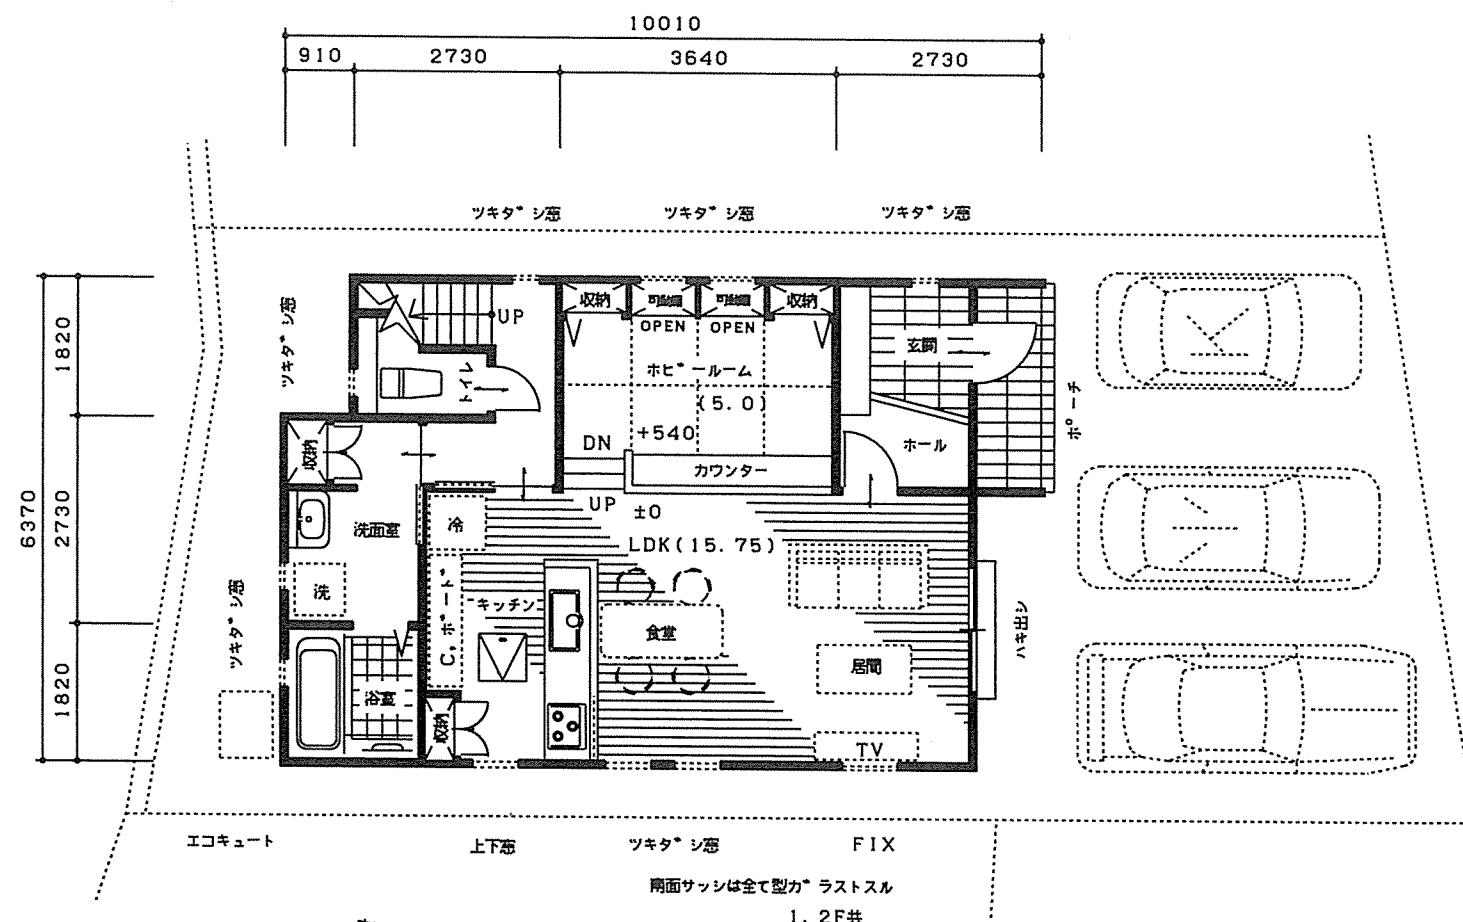 10010
910 2730 3640 2730
ツキダシ窓 ツキダシ窓 ツキダシ窓
ツキダシ窓
1820
2730
1820
6370
収納 可動棚 可動棚 収納
OPEN OPEN
UP
玄関
トイレ
ホビールーム
(5.0)
ポーチ
DN +540
ホール
カウンター
収納
UP ±0
冷
洗面室
LDK(15.75)
洗
ツキダシ窓
キッチン
C.ボード
食堂
ハキ出シ
居間
浴室
収納
TV
エコキュート 上下窓 ツキダシ窓 FIX
南面サッシは全て型ガラストスル
1.2F共